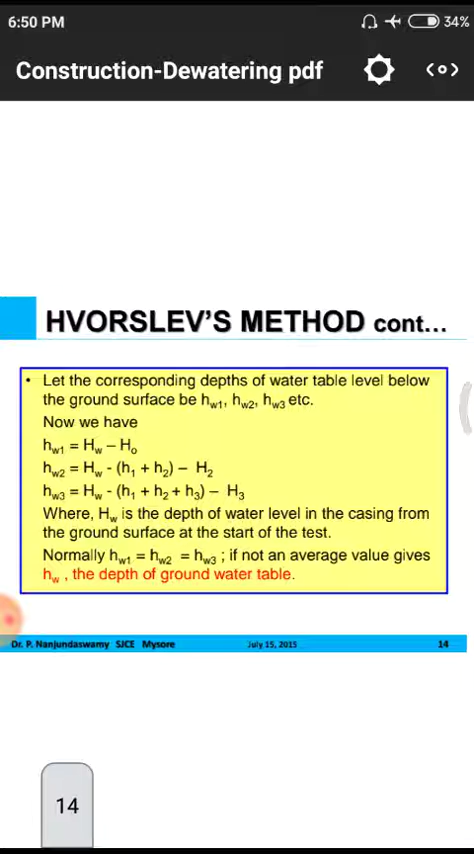 6:50 PM
34%
Construction-Dewatering pdf
HVORSLEV'S METHOD cont...
• Let the corresponding depths of water table level below
the ground surface be hw1, hw2, hw3 etc.
Now we have
hw1 = Hw – Ho
hw2 = Hw - (h1 + h2) – H2
hw3 = Hw - (h1 + h2 + h3) – H3
Where, Hw is the depth of water level in the casing from
the ground surface at the start of the test.
Normally hw1 = hw2 = hw3 ; if not an average value gives
hw , the depth of ground water table.
Dr. P. Nanjundaswamy SJCE Mysore July 15, 2015 14
14